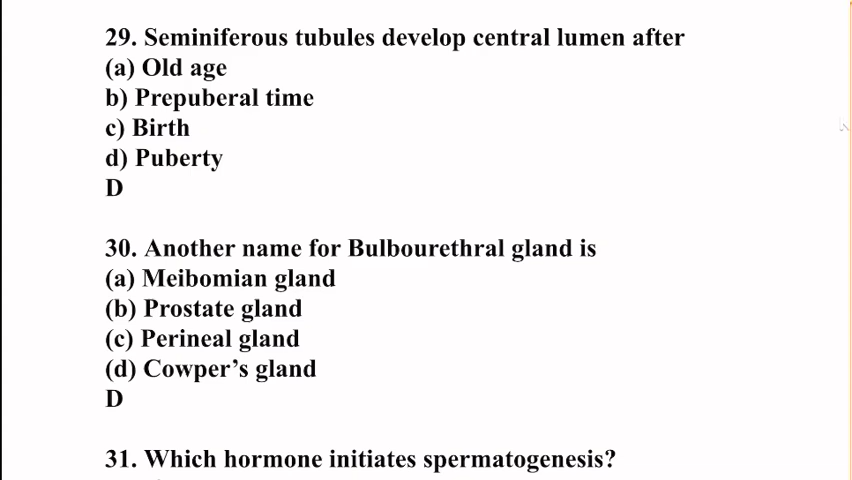 29. Seminiferous tubules develop central lumen after
(a) Old age
b) Prepuberal time
c) Birth
d) Puberty
D
30. Another name for Bulbourethral gland is
(a) Meibomian gland
(b) Prostate gland
(c) Perineal gland
(d) Cowper’s gland
D
31. Which hormone initiates spermatogenesis?